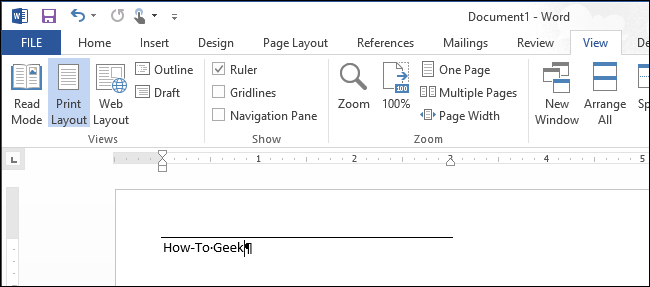 Document1 - Word
FILE Home Insert Design Page Layout References Mailings Review View
Read Mode
Print Layout
Web Layout
Outline
Draft
Views
Ruler
Gridlines
Navigation Pane
Show
Zoom
100
100%
One Page
Multiple Pages
Page Width
Zoom
New Window
Arrange All
L
1 2 3 4 5
How-To·Geek¶